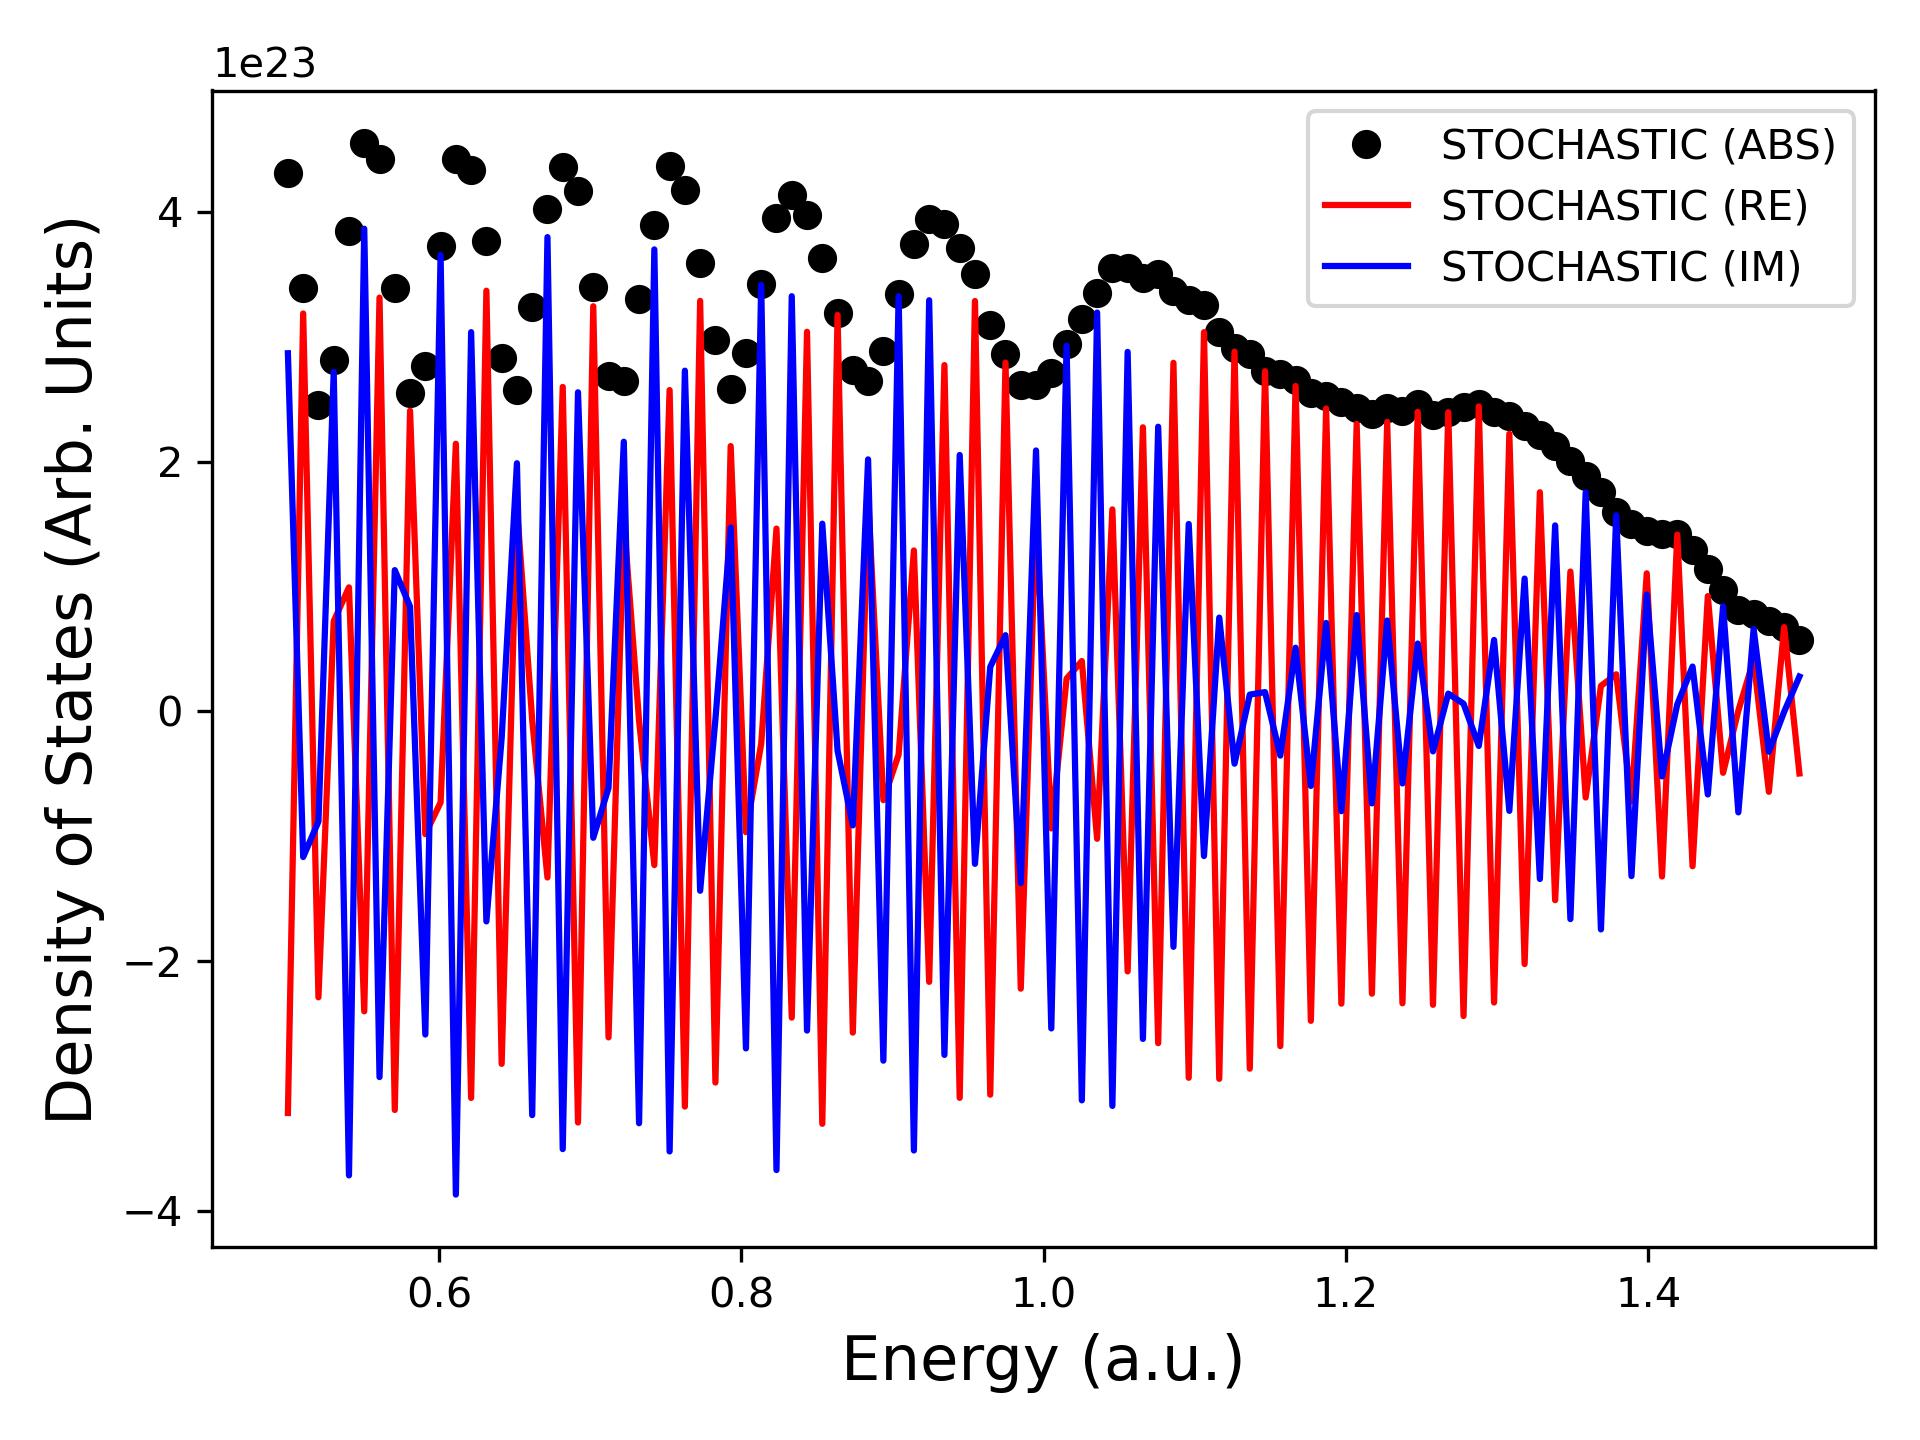 1e23
STOCHASTIC (ABS)
STOCHASTIC (RE)
STOCHASTIC (IM)
Density of States (Arb. Units)
4
2
0
−2
−4
0.6 0.8 1.0 1.2 1.4
Energy (a.u.)